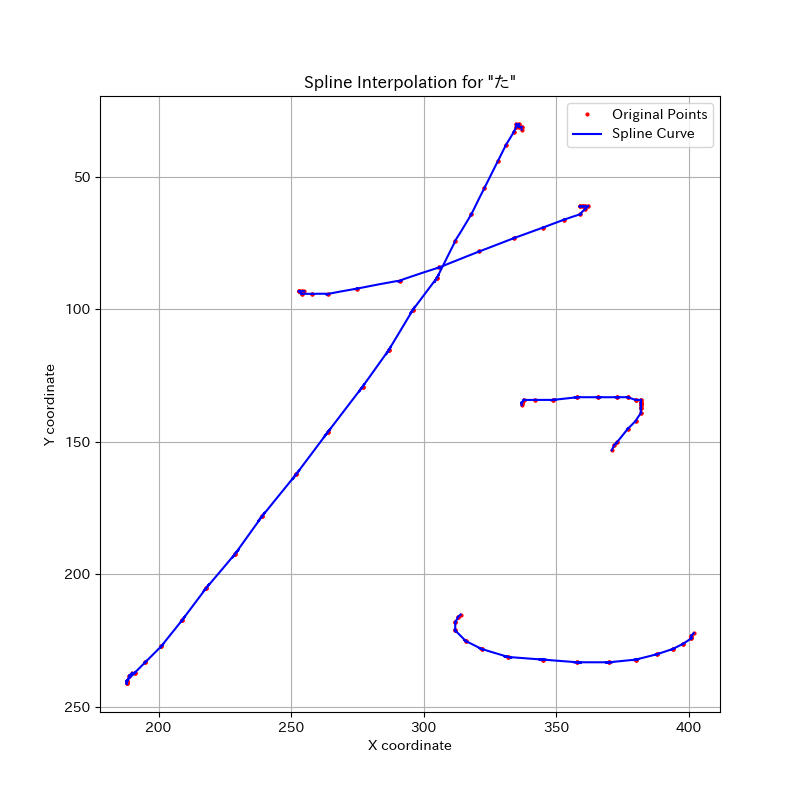 Spline Interpolation for "た"
Original Points
Spline Curve
50
100
150
200
250
Y coordinate
200
250
300
350
400
X coordinate
た